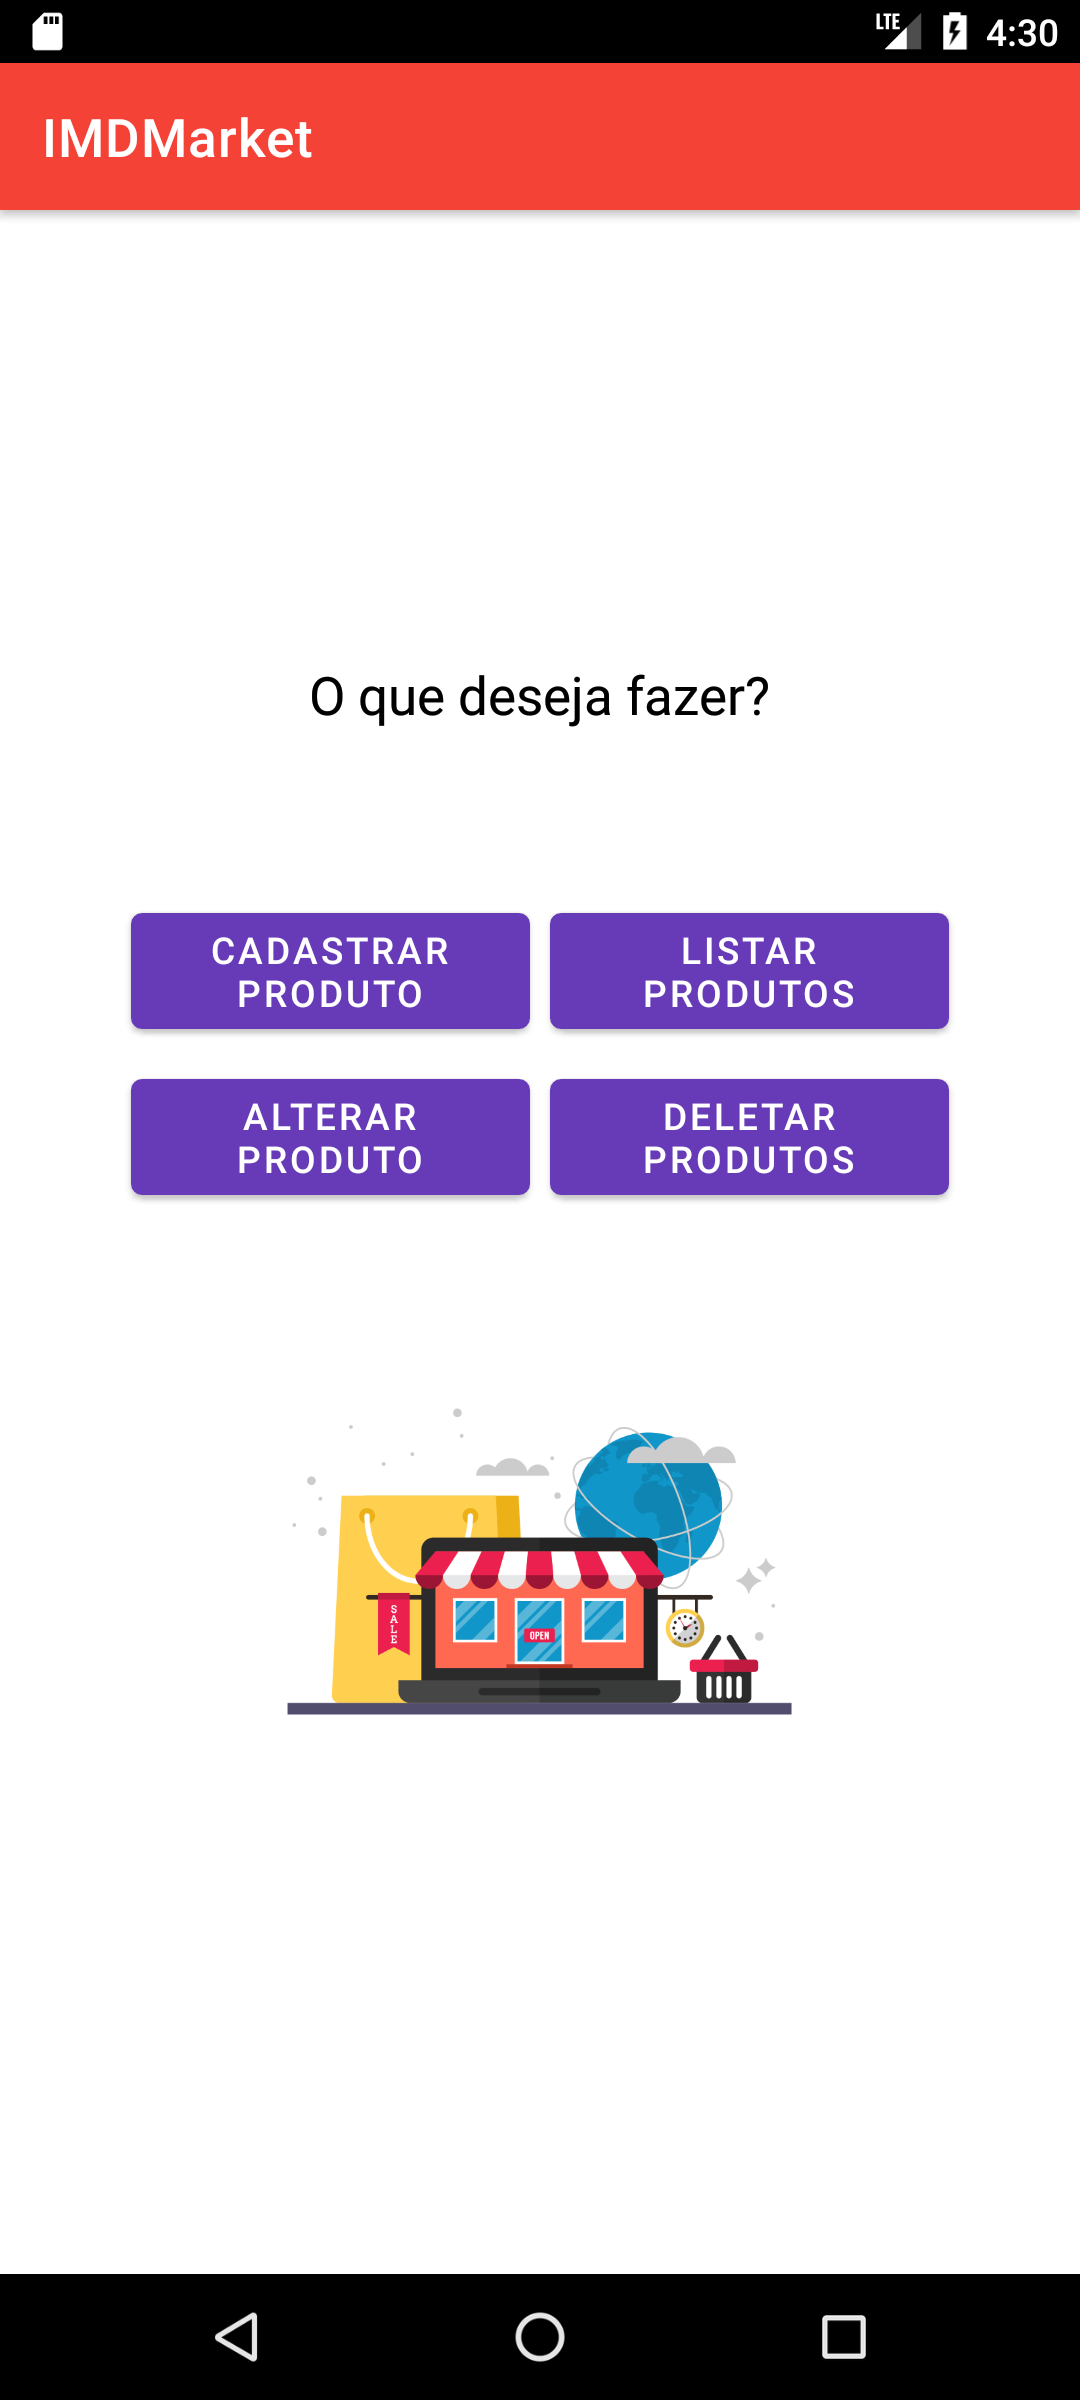 LTE 4:30
IMDMarket
O que deseja fazer?
CADASTRAR
PRODUTO
LISTAR
PRODUTOS
ALTERAR
PRODUTO
DELETAR
PRODUTOS
SALE
OPEN